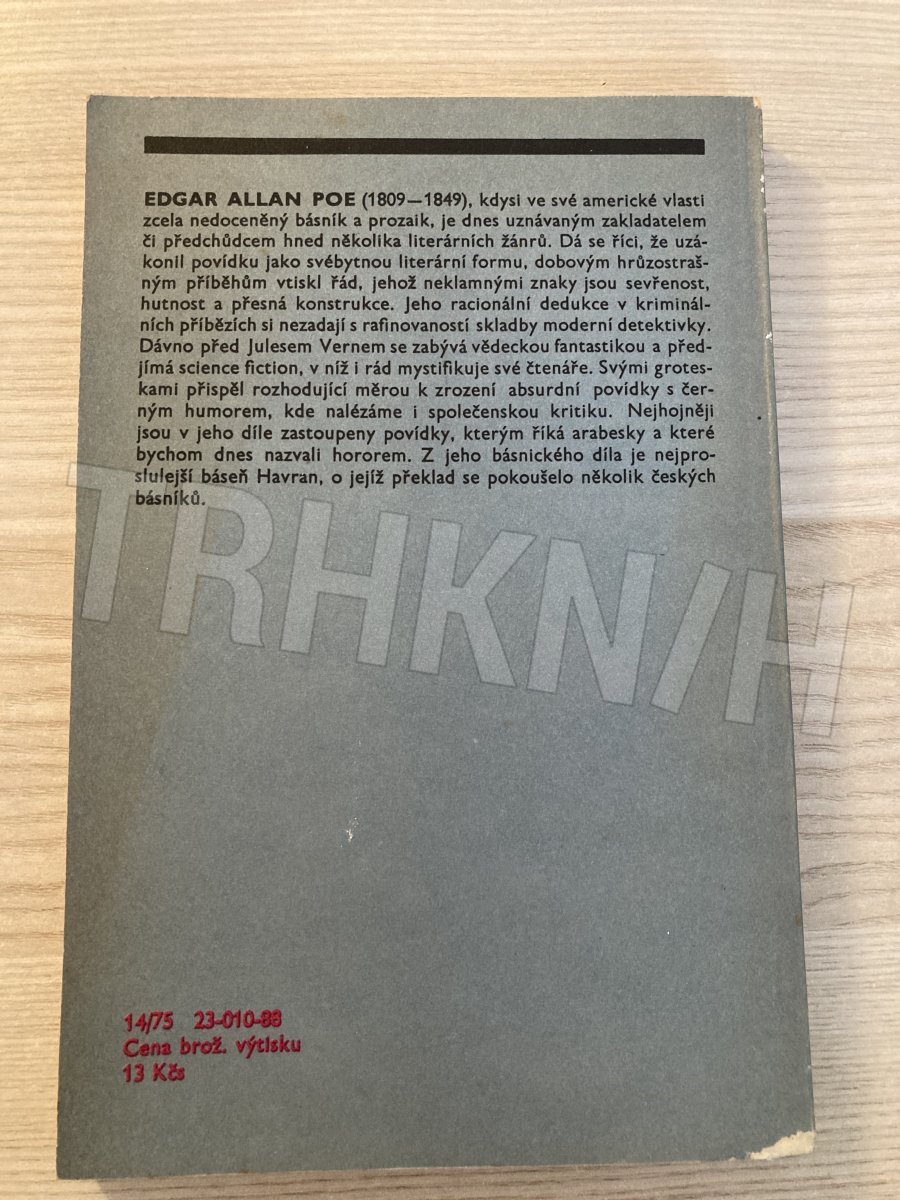 EDGAR ALLAN POE (1809—1849), kdysi ve své americké vlasti
zcela nedoceněný básník a prozaik, je dnes uznávaným zakladatelem
či předchůdcem hned několika literárních žánrů. Dá se říci, že uzá-
konil povídku jako svébytnou literární formu, dobovým hrůzostraš-
ným příběhům vtiskl řád, jehož neklamnými znaky jsou sevřenost,
hutnost a přesná konstrukce. Jeho racionální dedukce v kriminál-
ních příbězích si nezadají s rafinovaností skladby moderní detektivky.
Dávno před Julesem Vernem se zabývá vědeckou fantastikou a před-
jímá science fiction, v níž i rád mystifikuje své čtenáře. Svými grotes-
kami přispěl rozhodující měrou k zrození absurdní povídky s čer-
ným humorem, kde nalézáme i společenskou kritiku. Nejhojněji
jsou v jeho díle zastoupeny povídky, kterým říká arabesky a které
bychom dnes nazvali hororem. Z jeho básnického díla je nejpro-
slulejší báseň Havran, o jejíž překlad se pokoušelo několik českých
básníků.
TRHKNIH
14/75 23-010-88
Cena brož. výtisku
13 Kčs